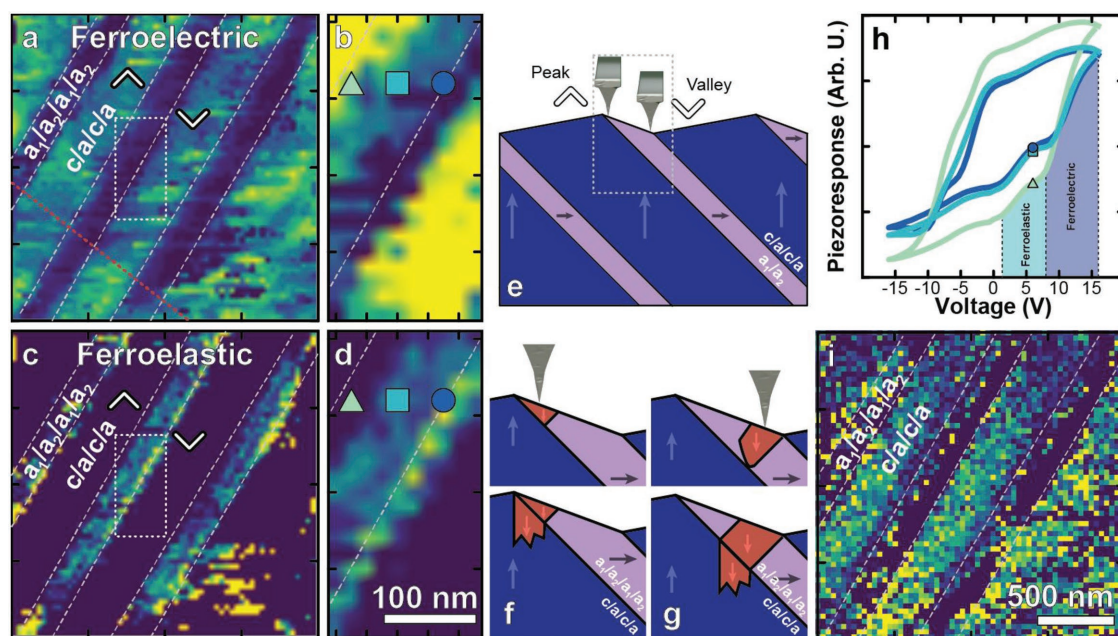 a Ferroelectric
a1/a2/a1/a2
c/a/c/a
b
Peak
Valley
e
c/a/c/a
a1/a2
h
Piezoresponse (Arb. U.)
Ferroelastic
Ferroelectric
-15 -10 -5 0 5 10 15
Voltage (V)
c Ferroelastic
a1/a2/a1/a2
c/a/c/a
d
100 nm
f
a1/a2/a1/a2
c/a/c/a
g
a1/a2/a1/a2
c/a/c/a
i
a1/a2/a1/a2
c/a/c/a
500 nm